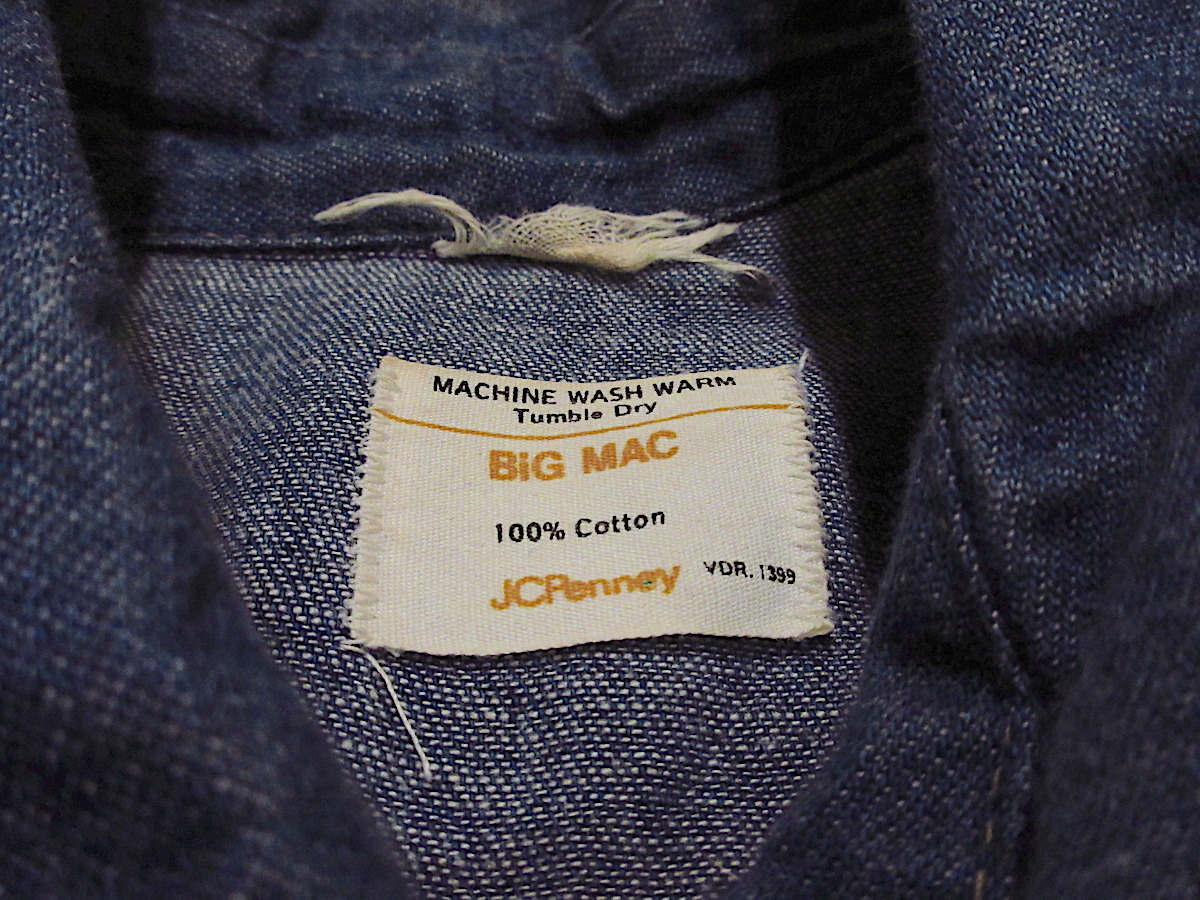 MACHINE WASH WARM
Tumble Dry
BiG MAC
100% Cotton
JCPenney VDR. 1399